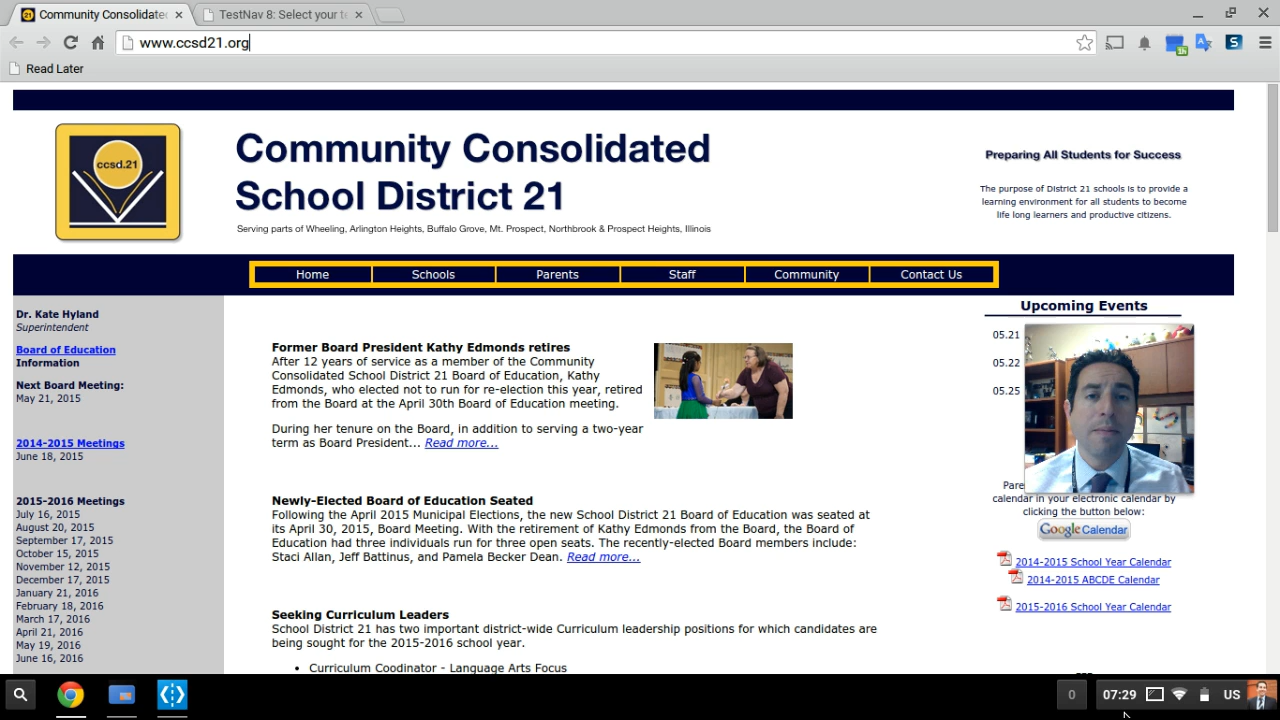 Community Consolidated
TestNav 8: Select your te
www.ccsd21.org
1h
S
Read Later
ccsd.21
Community Consolidated
School District 21
Serving parts of Wheeling, Arlington Heights, Buffalo Grove, Mt. Prospect, Northbrook & Prospect Heights, Illinois
Preparing All Students for Success
The purpose of District 21 schools is to provide a
learning environment for all students to become
life long learners and productive citizens.
Home Schools Parents Staff Community Contact Us
Dr. Kate Hyland
Superintendent
Board of Education
Information
Next Board Meeting:
May 21, 2015
2014-2015 Meetings
June 18, 2015
2015-2016 Meetings
July 16, 2015
August 20, 2015
September 17, 2015
October 15, 2015
November 12, 2015
December 17, 2015
January 21, 2016
February 18, 2016
March 17, 2016
April 21, 2016
May 19, 2016
June 16, 2016
Former Board President Kathy Edmonds retires
After 12 years of service as a member of the Community
Consolidated School District 21 Board of Education, Kathy
Edmonds, who elected not to run for re-election this year, retired
from the Board at the April 30th Board of Education meeting.
During her tenure on the Board, in addition to serving a two-year
term as Board President... Read more...
Newly-Elected Board of Education Seated
Following the April 2015 Municipal Elections, the new School District 21 Board of Education was seated at
its April 30, 2015, Board Meeting. With the retirement of Kathy Edmonds from the Board, the Board of
Education had three individuals run for three open seats. The recently-elected Board members include:
Staci Allan, Jeff Battinus, and Pamela Becker Dean. Read more...
Seeking Curriculum Leaders
School District 21 has two important district-wide Curriculum leadership positions for which candidates are
being sought for the 2015-2016 school year.
• Curriculum Coodinator - Language Arts Focus
Upcoming Events
05.21
05.22
05.25
Pare
calendar in your electronic calendar by
clicking the button below:
Google Calendar
2014-2015 School Year Calendar
2014-2015 ABCDE Calendar
2015-2016 School Year Calendar
0 07:29 US